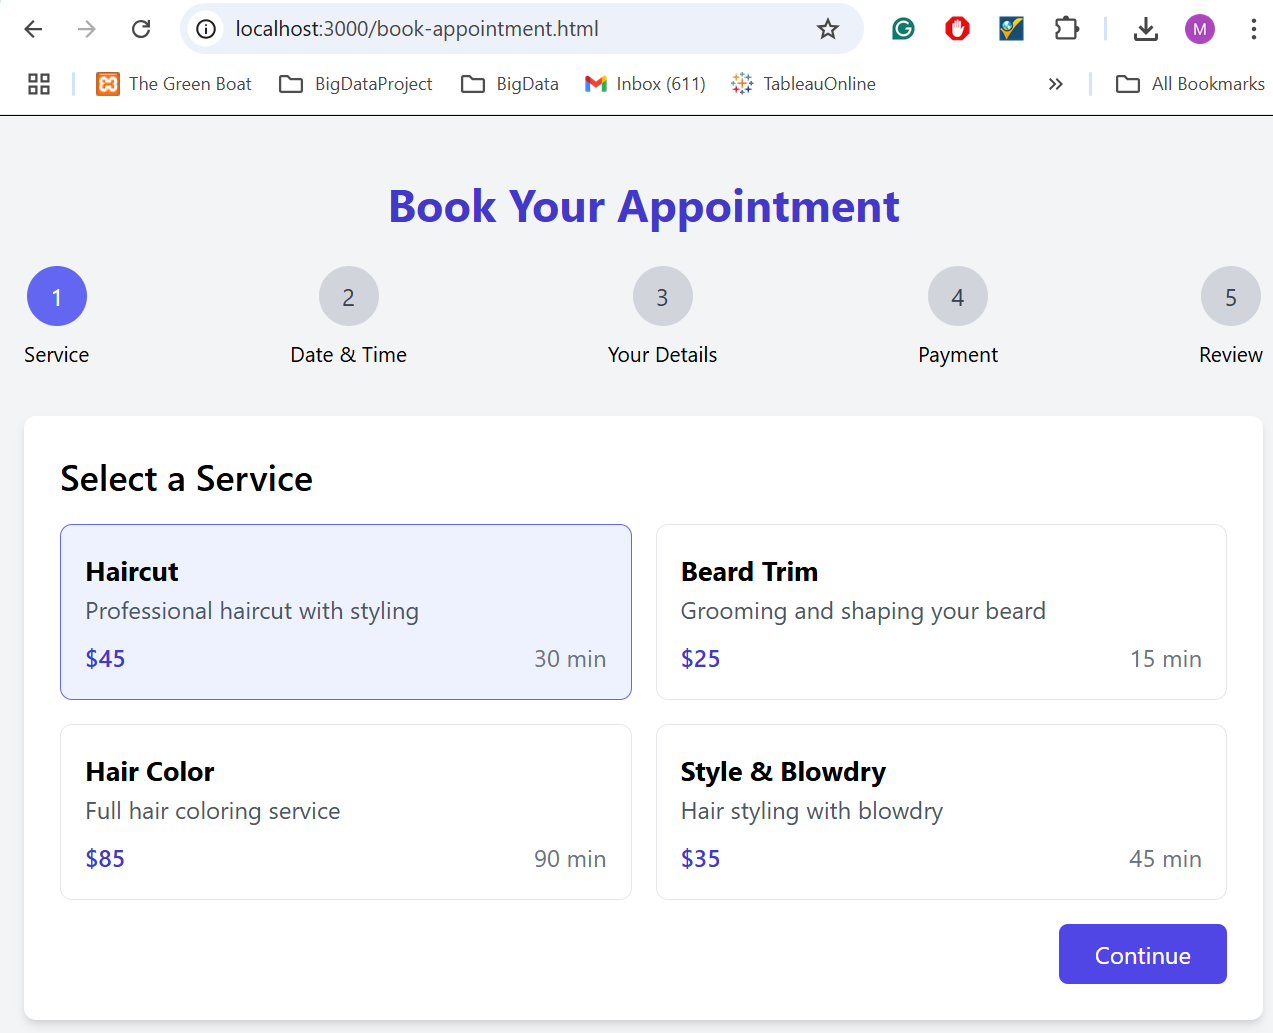 localhost:3000/book-appointment.html
M
The Green Boat BigDataProject BigData Inbox (611) TableauOnline All Bookmarks
Book Your Appointment
1 2 3 4 5
Service Date & Time Your Details Payment Review
Select a Service
Haircut
Professional haircut with styling
$45 30 min
Beard Trim
Grooming and shaping your beard
$25 15 min
Hair Color
Full hair coloring service
$85 90 min
Style & Blowdry
Hair styling with blowdry
$35 45 min
Continue